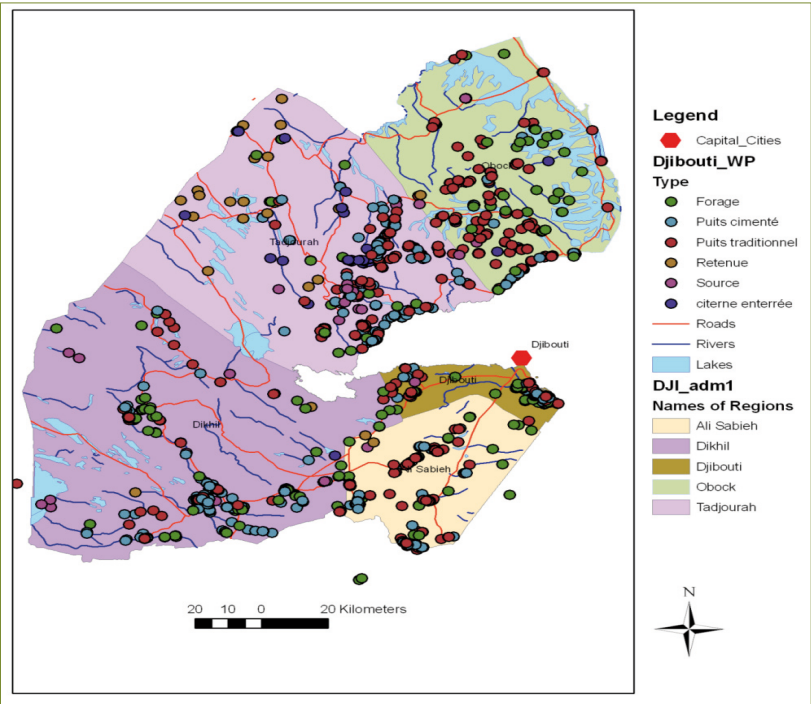 Obock
Tadjourah
Djibouti
Djibouti
Dikhil
Ali Sabieh
20 10 0 20 Kilometers
Legend
Capital_Cities
Djibouti_WP
Type
Forage
Puits cimenté
Puits traditionnel
Retenue
Source
citerne enterrée
Roads
Rivers
Lakes
DJI_adm1
Names of Regions
Ali Sabieh
Dikhil
Djibouti
Obock
Tadjourah
N